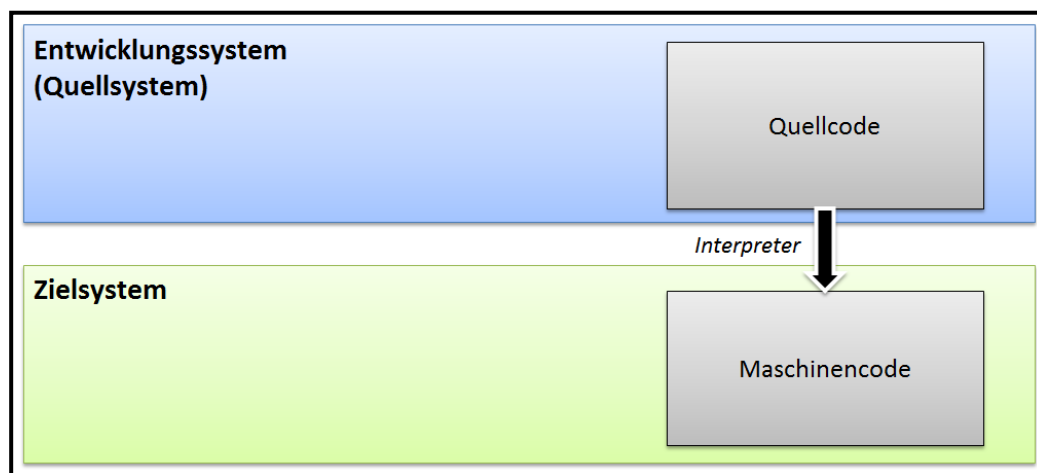 Entwicklungssystem
(Quellsystem)
Quellcode
Interpreter
Zielsystem
Maschinencode